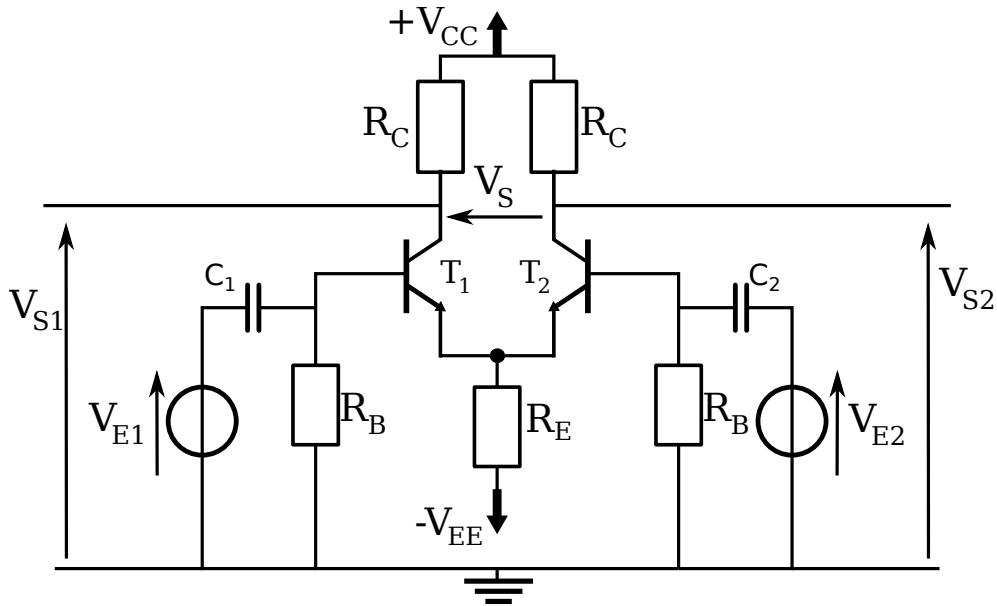 +VCC
RC
RC
VS
C1
T1
T2
C2
VS1
VS2
VE1
RB
RE
RB
VE2
-VEE